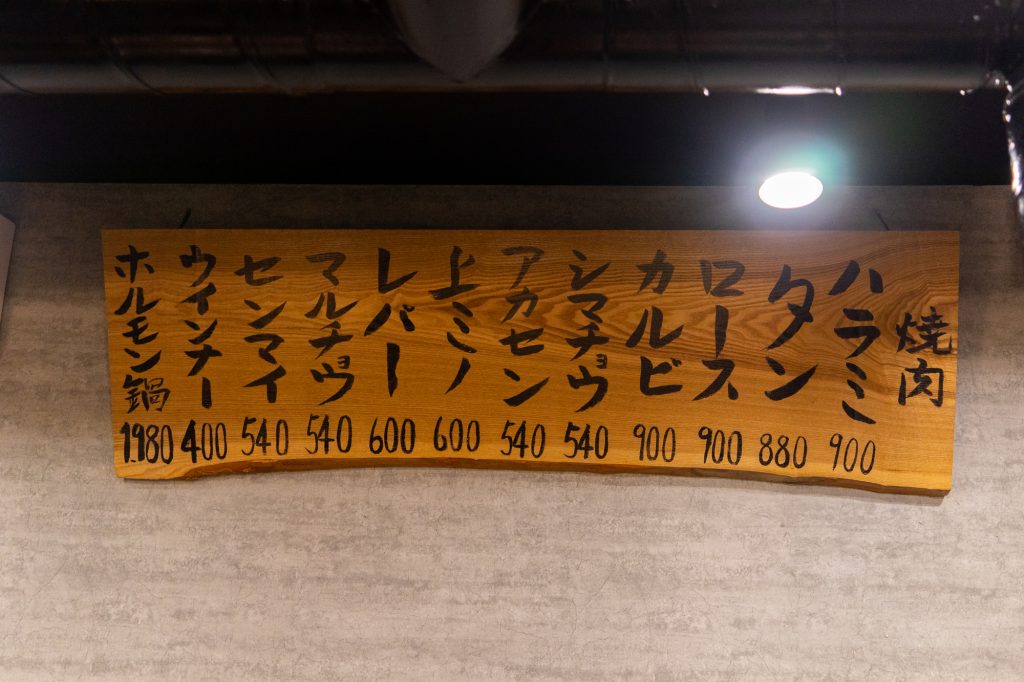 焼肉
ハラミ 900
タン 880
ロース 900
カルビ 900
シマチョウ 540
アカセン 540
上ミノ 600
レバー 600
マルチョウ 540
センマイ 540
ウインナー 400
ホルモン鍋 1.980